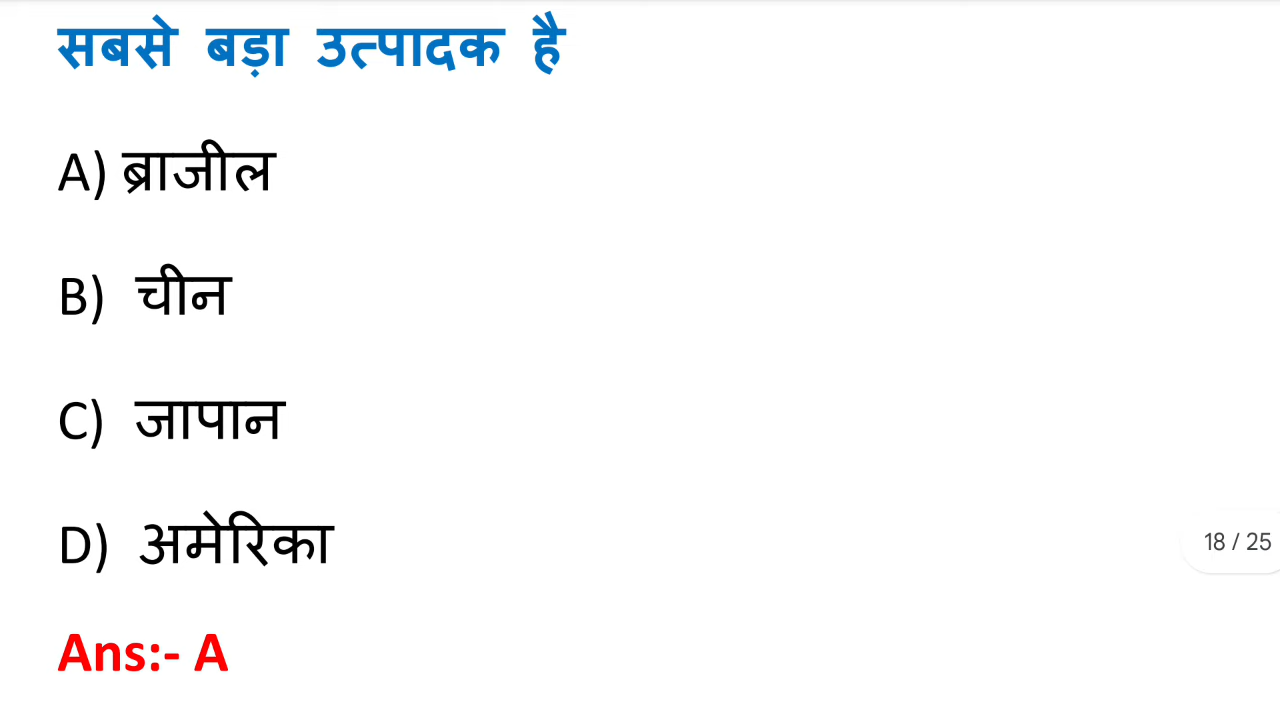 सबसे बड़ा उत्पादक है
A) ब्राजील
B) चीन
C) जापान
D) अमेरिका
18 / 25
Ans:- A